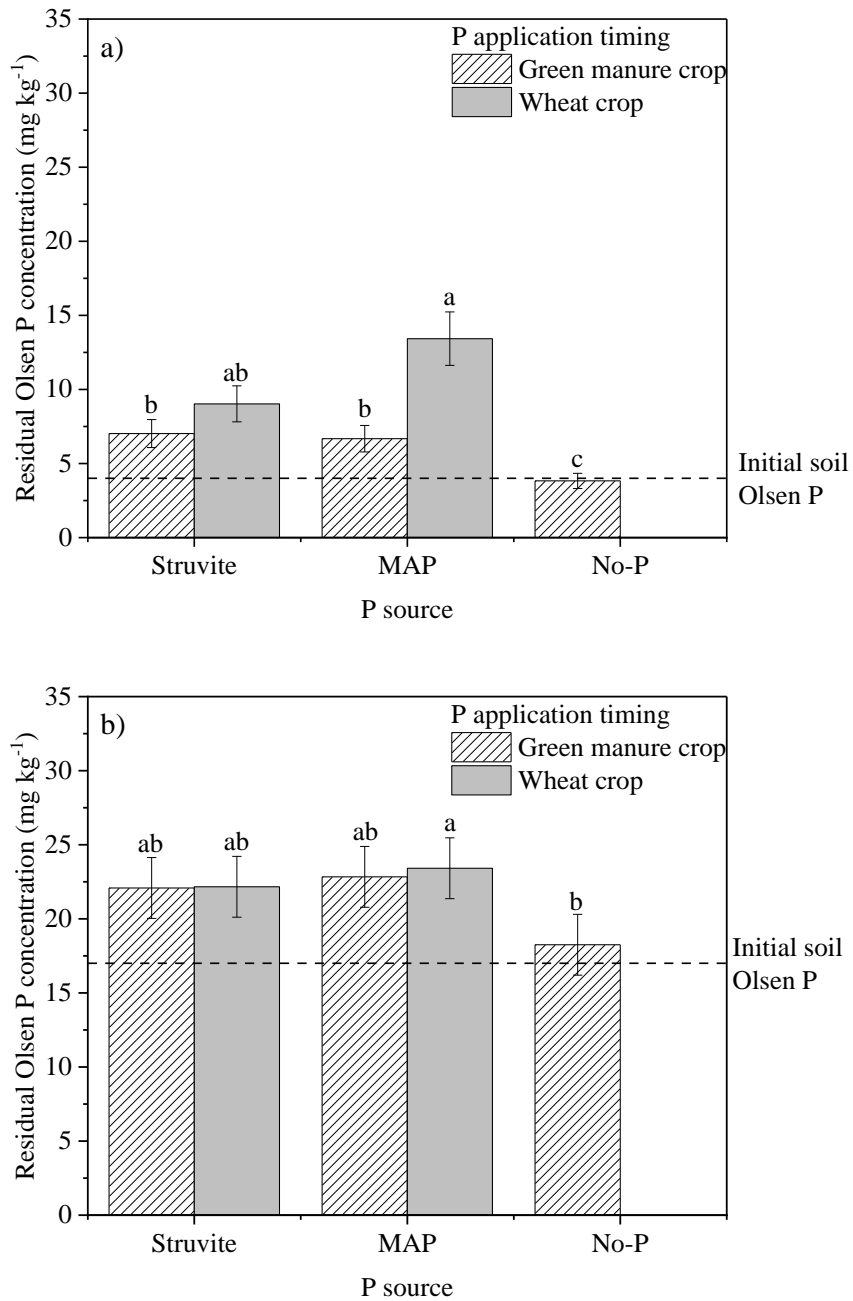 35
30
25
20
15
10
5
0
Residual Olsen P concentration (mg kg⁻¹)
a)
P application timing
Green manure crop
Wheat crop
b
ab
b
a
c
Initial soil
Olsen P
Struvite MAP No-P
P source
35
30
25
20
15
10
5
0
Residual Olsen P concentration (mg kg⁻¹)
b)
P application timing
Green manure crop
Wheat crop
ab
ab
ab
a
b
Initial soil
Olsen P
Struvite MAP No-P
P source